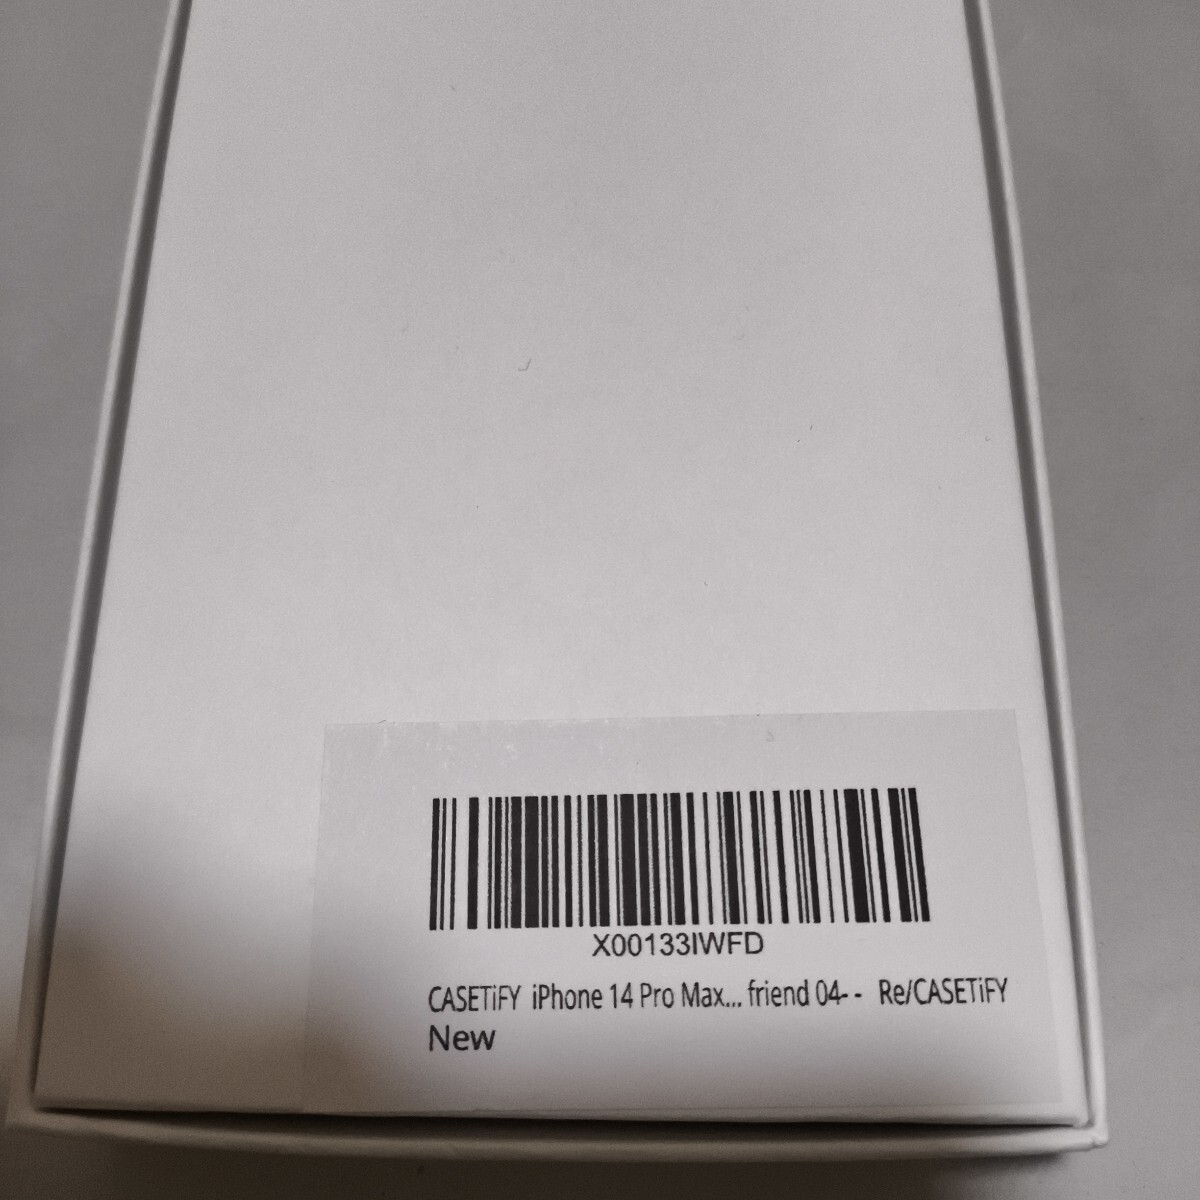 X00133IWFD
CASETiFY iPhone 14 Pro Max... friend 04- - Re/CASETiFY
New